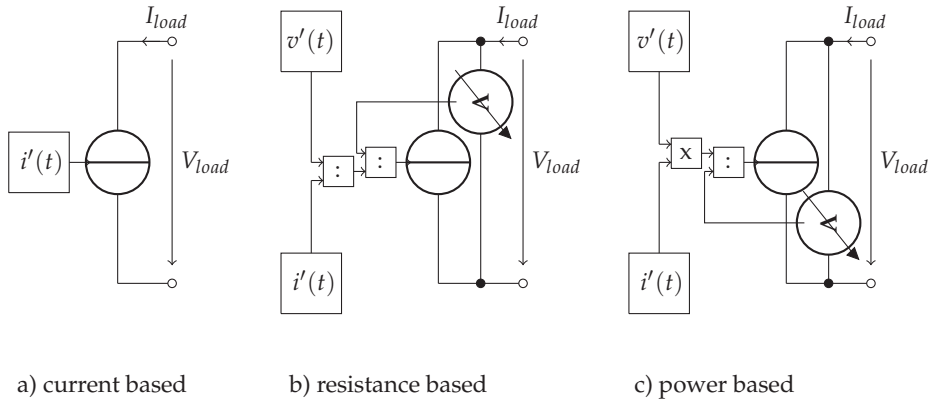 I_load
i′(t)
V_load
a) current based
v′(t)
I_load
V
:
:
V_load
i′(t)
b) resistance based
v′(t)
I_load
x
:
V_load
V
i′(t)
c) power based